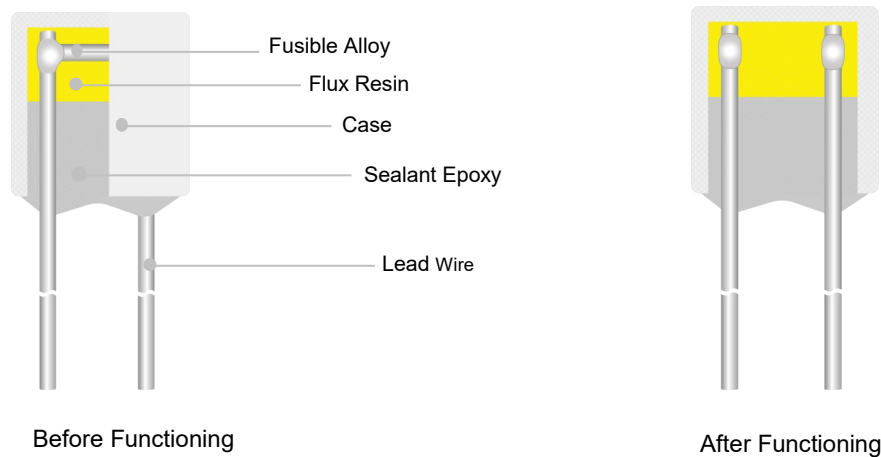 Fusible Alloy
Flux Resin
Case
Sealant Epoxy
Lead Wire
Before Functioning
After Functioning